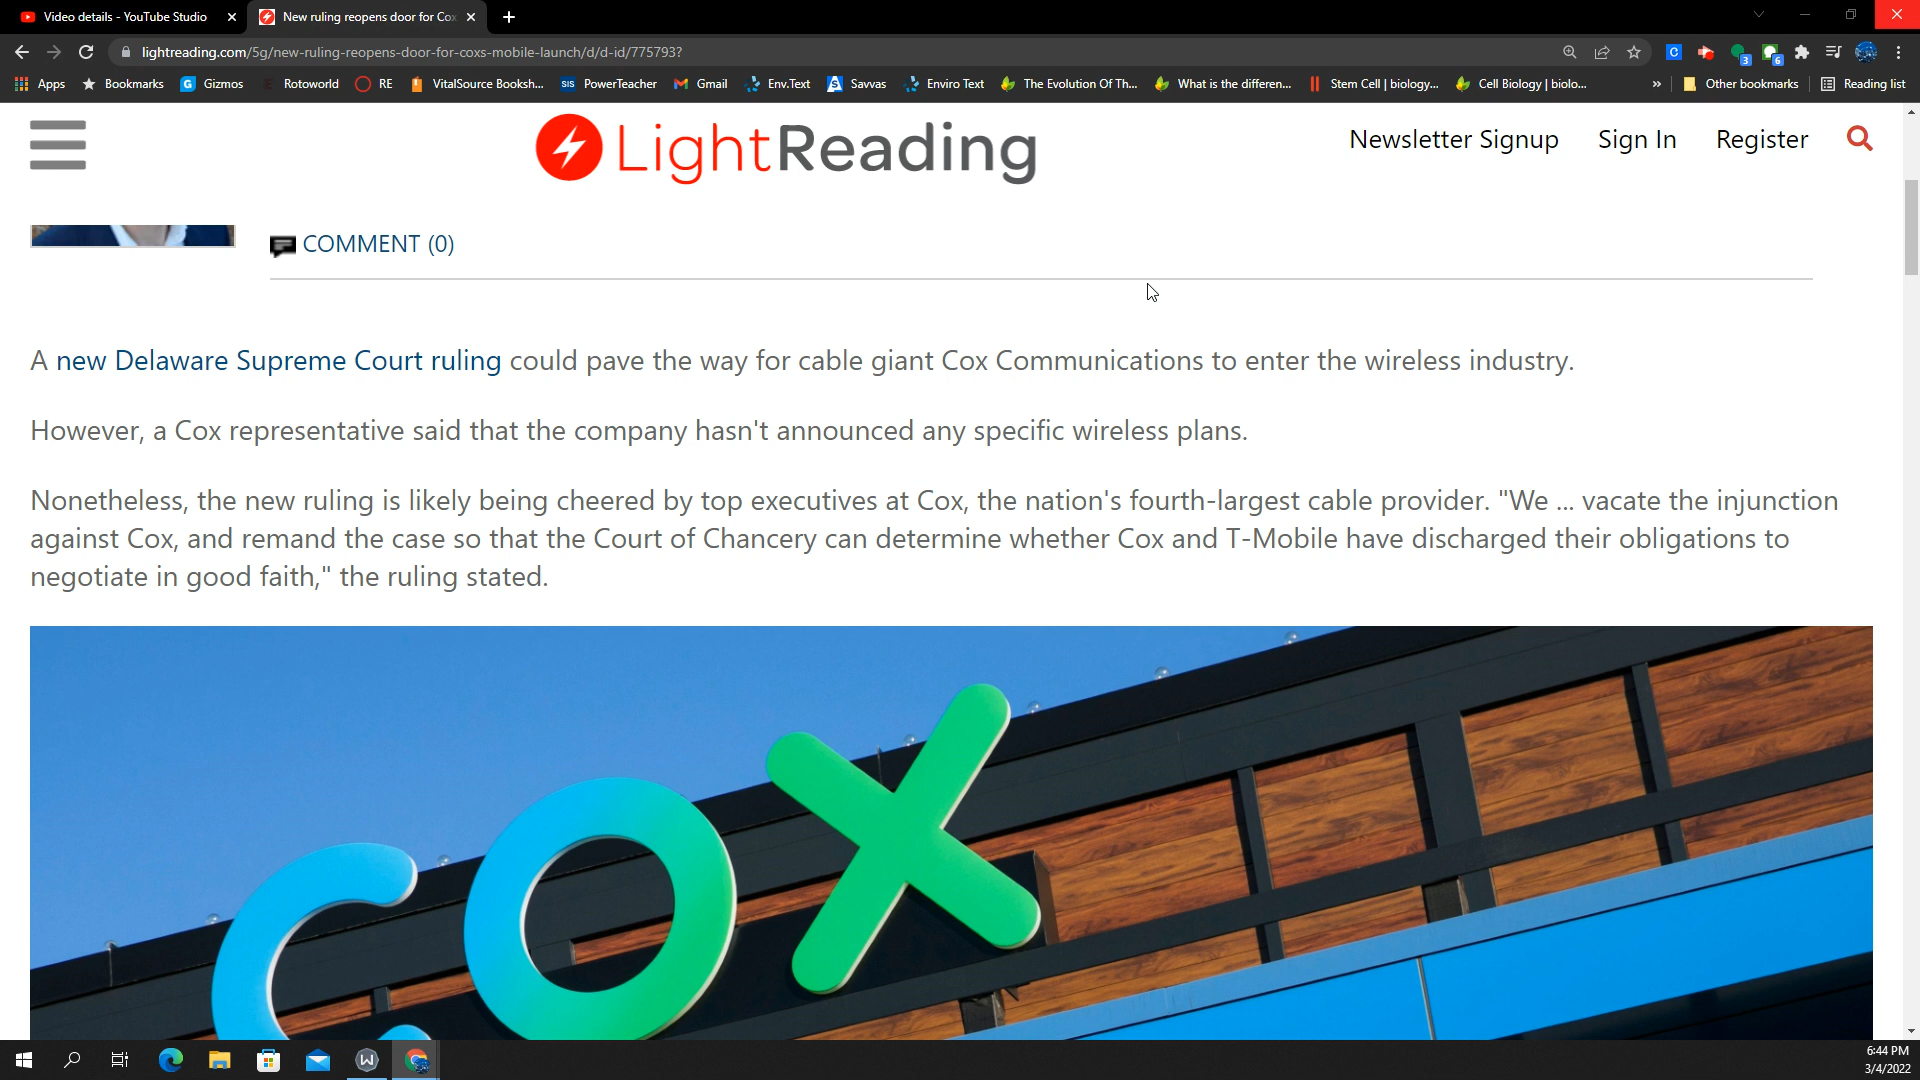 Video details - YouTube Studio
New ruling reopens door for Cox
lightreading.com/5g/new-ruling-reopens-door-for-coxs-mobile-launch/d/d-id/775793?
Apps Bookmarks Gizmos Rotoworld RE VitalSource Booksh... SIS PowerTeacher Gmail Env.Text Savvas Enviro Text The Evolution Of Th... What is the differen... Stem Cell | biology... Cell Biology | biolo... » Other bookmarks Reading list
LightReading
Newsletter Signup Sign In Register
COMMENT (0)
A new Delaware Supreme Court ruling could pave the way for cable giant Cox Communications to enter the wireless industry.
However, a Cox representative said that the company hasn't announced any specific wireless plans.
Nonetheless, the new ruling is likely being cheered by top executives at Cox, the nation's fourth-largest cable provider. "We ... vacate the injunction
against Cox, and remand the case so that the Court of Chancery can determine whether Cox and T-Mobile have discharged their obligations to
negotiate in good faith," the ruling stated.
COX
6:44 PM
3/4/2022